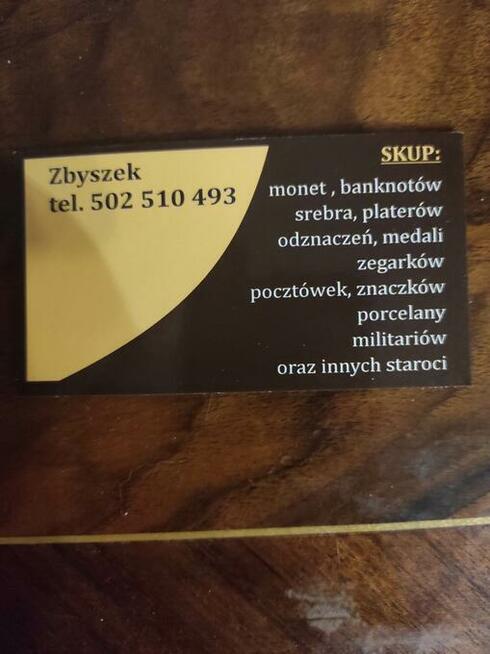 Zbyszek
tel. 502 510 493
SKUP:
monet , banknotów
srebra, platerów
odznaczeń, medali
zegarków
pocztówek, znaczków
porcelany
militariów
oraz innych staroci